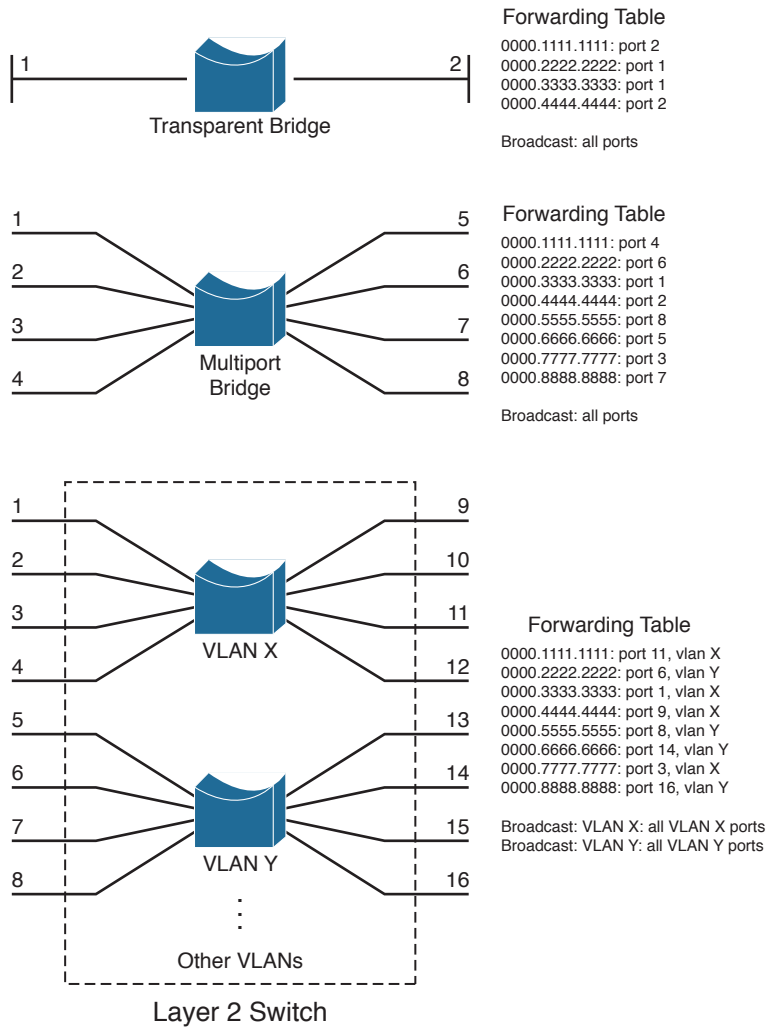 Forwarding Table
1
2
Transparent Bridge
0000.1111.1111: port 2
0000.2222.2222: port 1
0000.3333.3333: port 1
0000.4444.4444: port 2
Broadcast: all ports
1
2
3
4
5
6
7
8
Multiport
Bridge
Forwarding Table
0000.1111.1111: port 4
0000.2222.2222: port 6
0000.3333.3333: port 1
0000.4444.4444: port 2
0000.5555.5555: port 8
0000.6666.6666: port 5
0000.7777.7777: port 3
0000.8888.8888: port 7
Broadcast: all ports
1
2
3
4
9
10
11
12
VLAN X
5
6
7
8
13
14
15
16
VLAN Y
Other VLANs
Layer 2 Switch
Forwarding Table
0000.1111.1111: port 11, vlan X
0000.2222.2222: port 6, vlan Y
0000.3333.3333: port 1, vlan X
0000.4444.4444: port 9, vlan X
0000.5555.5555: port 8, vlan Y
0000.6666.6666: port 14, vlan Y
0000.7777.7777: port 3, vlan X
0000.8888.8888: port 16, vlan Y
Broadcast: VLAN X: all VLAN X ports
Broadcast: VLAN Y: all VLAN Y ports